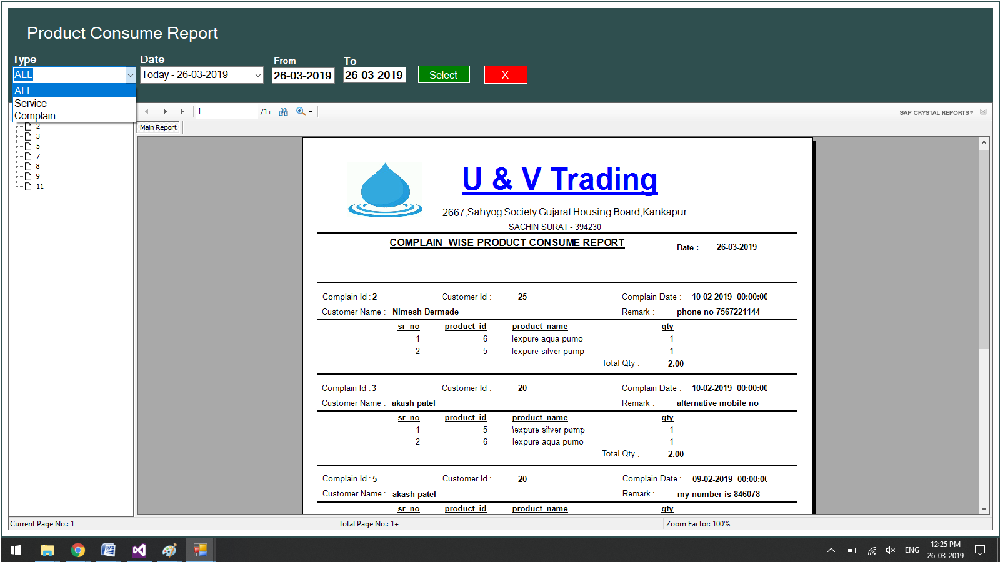 Product Consume Report
Type Date From To
ALL Today - 26-03-2019 26-03-2019 26-03-2019 Select X
ALL
Service
Complain
1 /1+ SAP CRYSTAL REPORTS®
Main Report
2
3
5
7
8
9
11
U & V Trading
2667,Sahyog Society Gujarat Housing Board,Kankapur
SACHIN SURAT - 394230
COMPLAIN WISE PRODUCT CONSUME REPORT
Date : 26-03-2019
Complain Id : 2 Customer Id : 25 Complain Date : 10-02-2019 00:00:00
Customer Name : Nimesh Dermade Remark : phone no 7567221144
sr_no product_id product_name qty
1 6 lexpure aqua pumo 1
2 5 lexpure silver pump 1
Total Qty : 2.00
Complain Id : 3 Customer Id : 20 Complain Date : 10-02-2019 00:00:00
Customer Name : akash patel Remark : alternative mobile no
sr_no product_id product_name qty
1 5 lexpure silver pump 1
2 6 lexpure aqua pumo 1
Total Qty : 2.00
Complain Id : 5 Customer Id : 20 Complain Date : 09-02-2019 00:00:00
Customer Name : akash patel Remark : my number is 84607
sr_no product_id product_name qty
Current Page No.: 1 Total Page No.: 1+ Zoom Factor: 100%
ENG 12:25 PM
26-03-2019